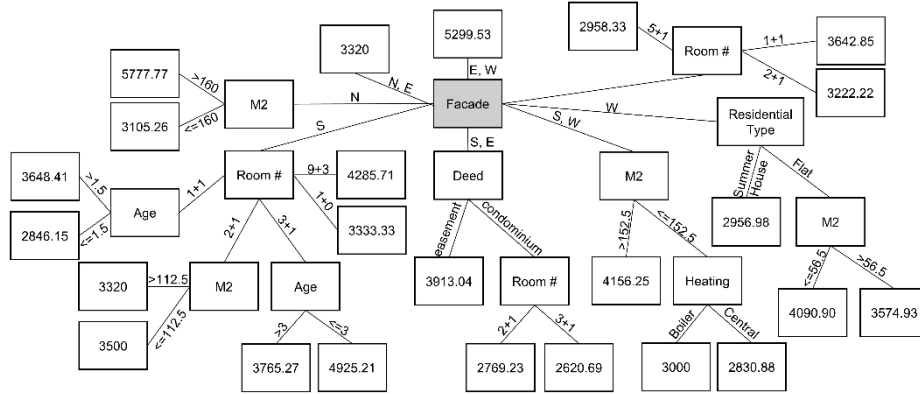 5299.53
2958.33
5+1
Room #
1+1
3642.85
2+1
3222.22
3320
5777.77
>160
3105.26
<=160
M2
N
N, E
E, W
Facade
W
Residential
Type
S
S, W
S, E
3648.41
>1.5
2846.15
<=1.5
Age
1+1
Room #
9+3
4285.71
1+0
3333.33
Deed
M2
Summer
House
Flat
2956.98
M2
2+1
3+1
easement
condominium
>152.5
<=152.5
3320
>112.5
3500
<=112.5
M2
Age
3913.04
Room #
4156.25
Heating
<=56.5
>56.5
4090.90
3574.93
>3
<=3
3765.27
4925.21
2+1
3+1
2769.23
2620.69
Boiler
Central
3000
2830.88